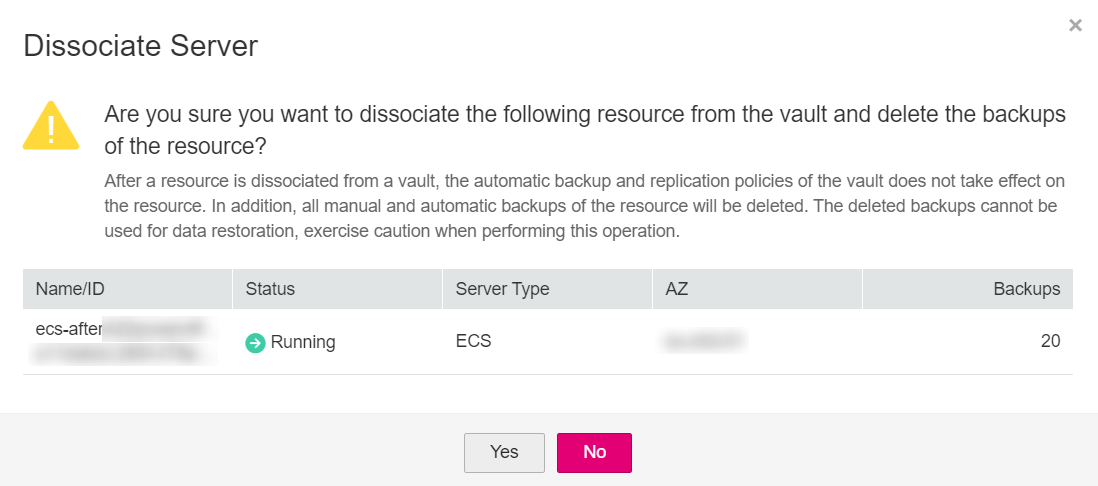 Dissociate Server
Are you sure you want to dissociate the following resource from the vault and delete the backups
of the resource?
After a resource is dissociated from a vault, the automatic backup and replication policies of the vault does not take effect on
the resource. In addition, all manual and automatic backups of the resource will be deleted. The deleted backups cannot be
used for data restoration, exercise caution when performing this operation.
Name/ID Status Server Type AZ Backups
ecs-after Running ECS 20
Yes No